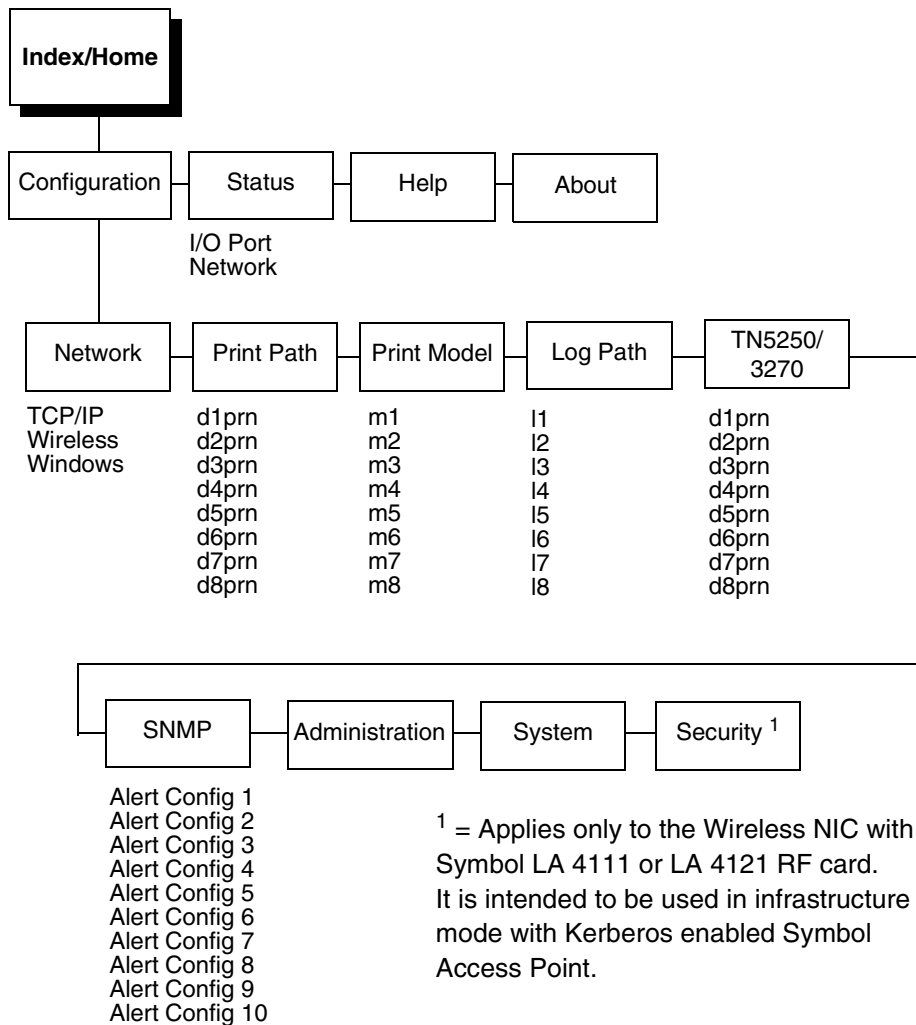 Index/Home
Configuration
Status
Help
About
I/O Port
Network
Network
Print Path
Print Model
Log Path
TN5250/
3270
TCP/IP
Wireless
Windows
d1prn
d2prn
d3prn
d4prn
d5prn
d6prn
d7prn
d8prn
m1
m2
m3
m4
m5
m6
m7
m8
l1
l2
l3
l4
l5
l6
l7
l8
d1prn
d2prn
d3prn
d4prn
d5prn
d6prn
d7prn
d8prn
SNMP
Administration
System
Security 1
Alert Config 1
Alert Config 2
Alert Config 3
Alert Config 4
Alert Config 5
Alert Config 6
Alert Config 7
Alert Config 8
Alert Config 9
Alert Config 10
1 = Applies only to the Wireless NIC with
Symbol LA 4111 or LA 4121 RF card.
It is intended to be used in infrastructure
mode with Kerberos enabled Symbol
Access Point.